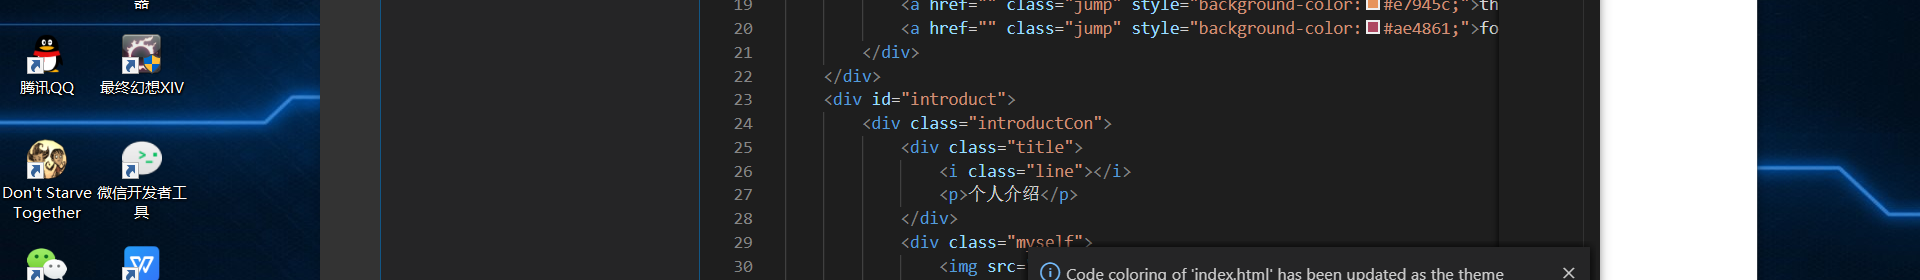 器
腾讯QQ
最终幻想XIV
Don't Starve Together
微信开发者工具
19 <a href="" class="jump" style="background-color:#e7945c;">th
20 <a href="" class="jump" style="background-color:#ae4861;">fo
21 </div>
22 </div>
23 <div id="introduct">
24 <div class="introductCon">
25 <div class="title">
26 <i class="line"></i>
27 <p>个人介绍</p>
28 </div>
29 <div class="myself">
30 <img src=
Code coloring of 'index.html' has been updated as the theme